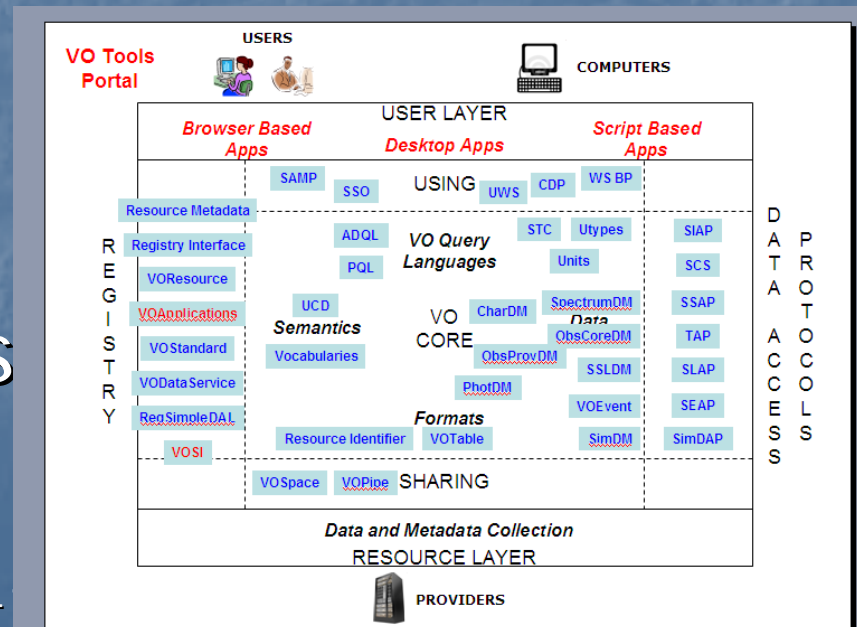 USERS
VO Tools
Portal
COMPUTERS
USER LAYER
Browser Based
Apps
Desktop Apps
Script Based
Apps
SAMP
SSO
USING
UWS
CDP
WS BP
Resource Metadata
Registry Interface
VOResource
VOApplications
VOStandard
VODataService
RegSimpleDAL
VOSI
REGISTRY
ADQL
PQL
VO Query
Languages
STC
Utypes
Units
UCD
Semantics
Vocabularies
VO
CORE
CharDM
SpectrumDM
Data
ObsCoreDM
ObsProvDM
SSLDM
PhotDM
VOEvent
SimDM
Formats
Resource Identifier
VOTable
SIAP
SCS
SSAP
TAP
SLAP
SEAP
SimDAP
DATA ACCESS
PROTOCOLS
VOSpace
VOPipe
SHARING
Data and Metadata Collection
RESOURCE LAYER
PROVIDERS
S